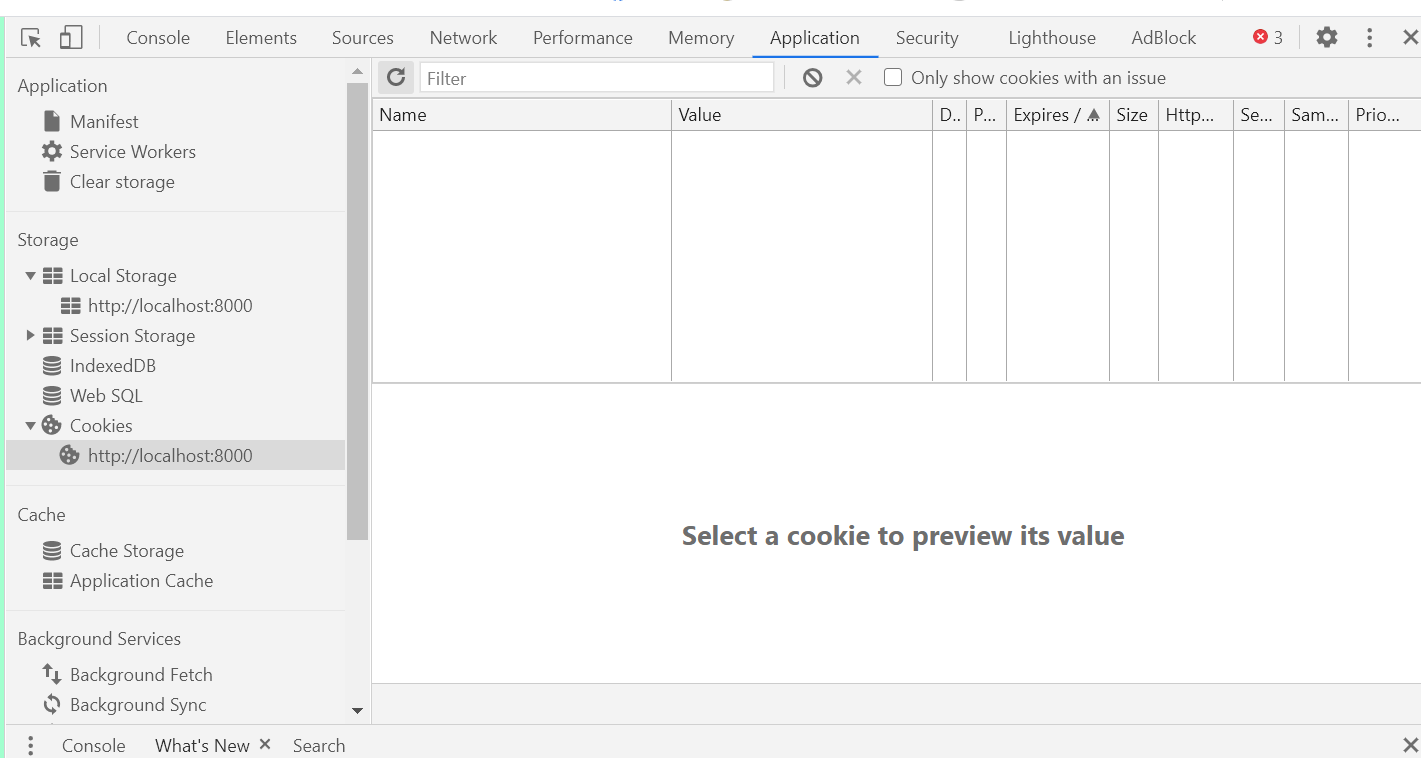 Console Elements Sources Network Performance Memory Application Security Lighthouse AdBlock 3
Application
Manifest
Service Workers
Clear storage
Storage
Local Storage
http://localhost:8000
Session Storage
IndexedDB
Web SQL
Cookies
http://localhost:8000
Cache
Cache Storage
Application Cache
Background Services
Background Fetch
Background Sync
Filter Only show cookies with an issue
Name Value D.. P... Expires / Size Http... Se... Sam... Prio...
Select a cookie to preview its value
Console What's New Search